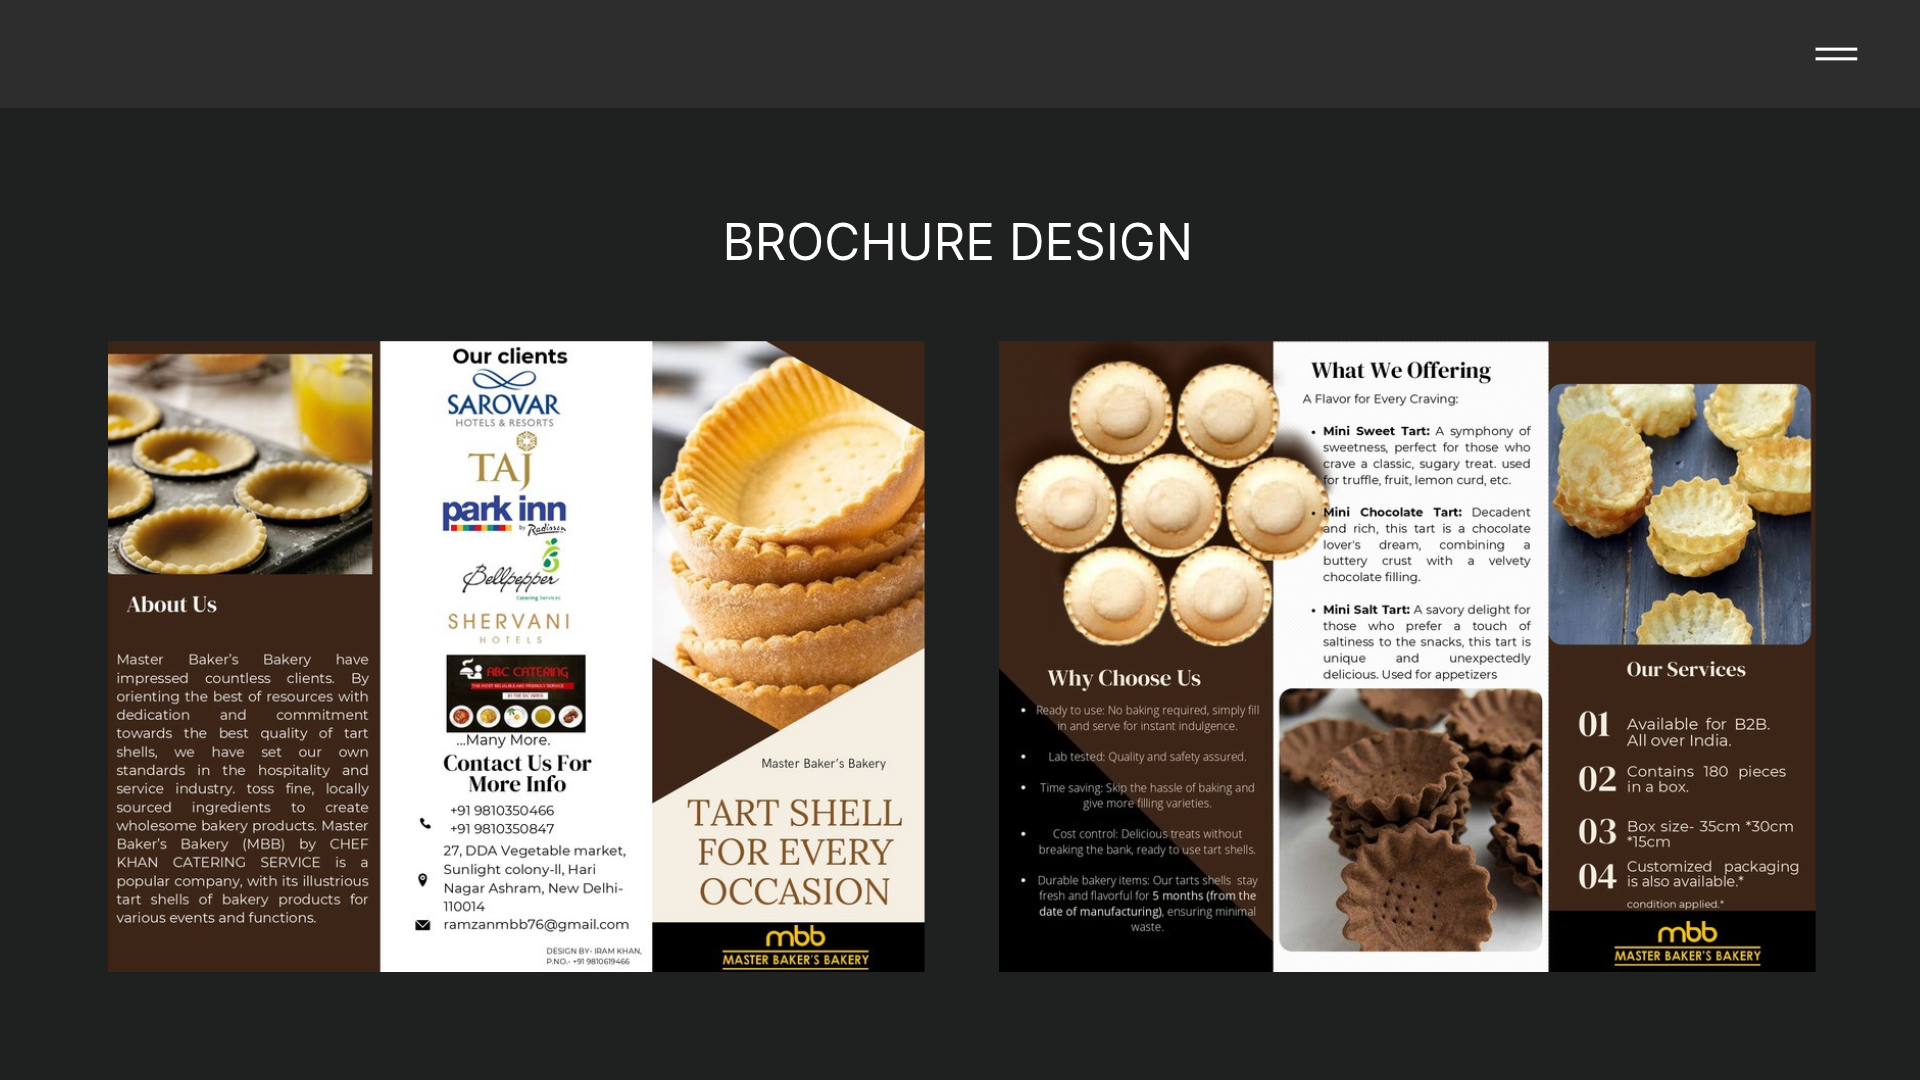 BROCHURE DESIGN
About Us
Master Baker's Bakery have
impressed countless clients. By
orienting the best of resources with
dedication and commitment
towards the best quality of tart
shells, we have set our own
standards in the hospitality and
service industry. toss fine, locally
sourced ingredients to create
wholesome bakery products. Master
Baker's Bakery (MBB) by CHEF
KHAN CATERING SERVICE is a
popular company, with its illustrious
tart shells of bakery products for
various events and functions.
Our clients
SAROVAR
HOTELS & RESORTS
TAJ
park inn
by Radisson
Bellpepper
Catering Services
SHERVANI
HOTELS
ABC CATERING
...Many More.
Contact Us For
More Info
+91 9810350466
+91 9810350847
27, DDA Vegetable market,
Sunlight colony-ll, Hari
Nagar Ashram, New Delhi-
110014
ramzanmbb76@gmail.com
DESIGN BY- IRAM KHAN,
P.NO.- +91 9810619466
Master Baker's Bakery
TART SHELL
FOR EVERY
OCCASION
mbb
MASTER BAKER'S BAKERY
Why Choose Us
• Ready to use: No baking required, simply fill
in and serve for instant indulgence.
• Lab tested: Quality and safety assured.
• Time saving: Skip the hassle of baking and
give more filling varieties.
• Cost control: Delicious treats without
breaking the bank, ready to use tart shells.
• Durable bakery items: Our tarts shells stay
fresh and flavorful for 5 months (from the
date of manufacturing), ensuring minimal
waste.
What We Offering
A Flavor for Every Craving:
• Mini Sweet Tart: A symphony of
sweetness, perfect for those who
crave a classic, sugary treat. used
for truffle, fruit, lemon curd, etc.
• Mini Chocolate Tart: Decadent
and rich, this tart is a chocolate
lover's dream, combining a
buttery crust with a velvety
chocolate filling.
• Mini Salt Tart: A savory delight for
those who prefer a touch of
saltiness to the snacks, this tart is
unique and unexpectedly
delicious. Used for appetizers
Our Services
01 Available for B2B.
All over India.
02 Contains 180 pieces
in a box.
03 Box size- 35cm *30cm
*15cm
04 Customized packaging
is also available.*
condition applied.*
mbb
MASTER BAKER'S BAKERY